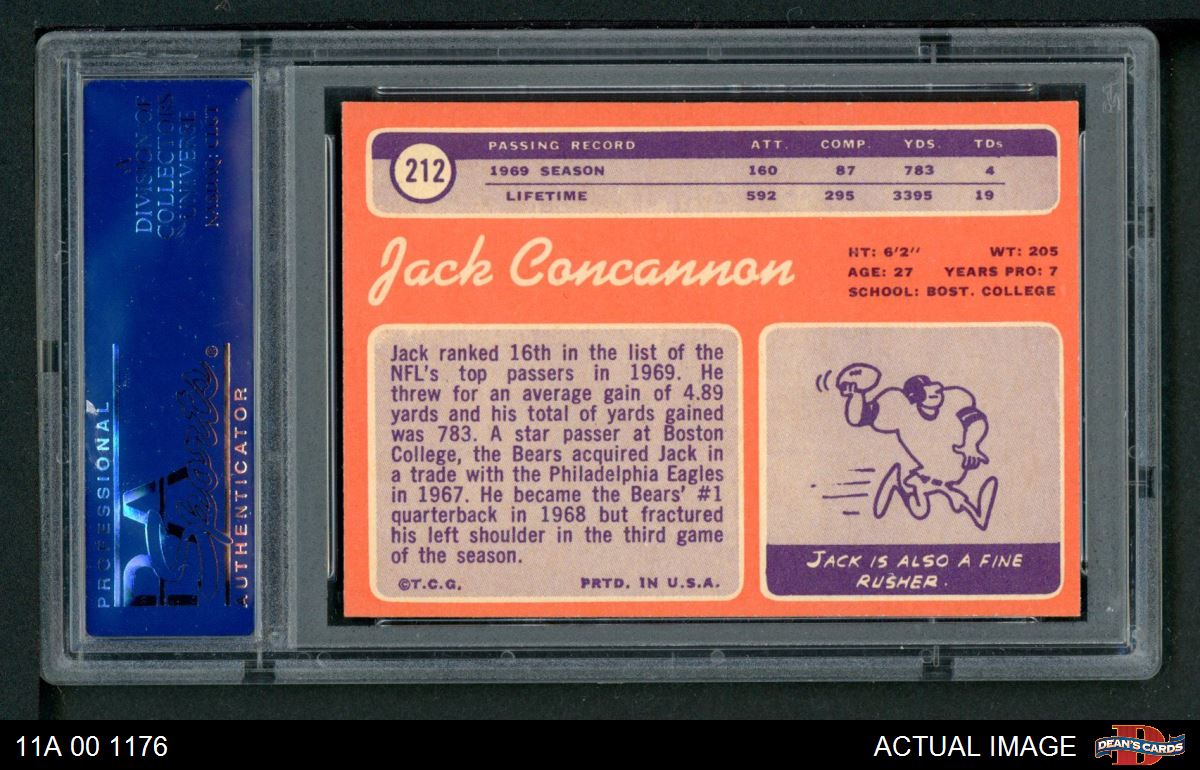 DIVISION OF
COLLECTORS
UNIVERSE
NASDAQ: CLCT
PROFESSIONAL
PSA
Sports®
AUTHENTICATOR
212
PASSING RECORD ATT. COMP. YDS. TDs
1969 SEASON 160 87 783 4
LIFETIME 592 295 3395 19
Jack Concannon
HT: 6'2'' WT: 205
AGE: 27 YEARS PRO: 7
SCHOOL: BOST. COLLEGE
Jack ranked 16th in the list of the
NFL's top passers in 1969. He
threw for an average gain of 4.89
yards and his total of yards gained
was 783. A star passer at Boston
College, the Bears acquired Jack in
a trade with the Philadelphia Eagles
in 1967. He became the Bears' #1
quarterback in 1968 but fractured
his left shoulder in the third game
of the season.
©T.C.G. PRTD. IN U.S.A.
JACK IS ALSO A FINE
RUSHER.
11A 00 1176
ACTUAL IMAGE
D
DEAN'S CARDS